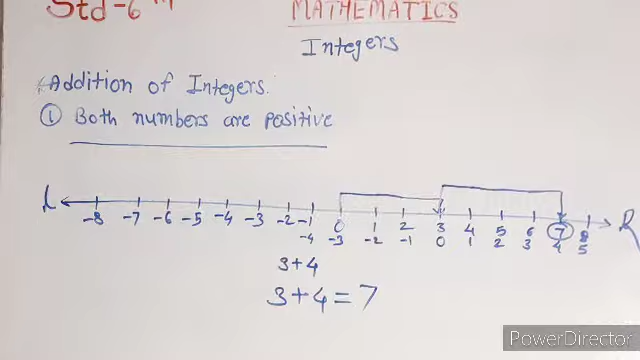 Std-6th
MATHEMATICS
Integers
Addition of Integers.
① Both numbers are positive
L -8 -7 -6 -5 -4 -3 -2 -1 0 1 2 3 4 5 6 7 8 R
-4 -3 -2 -1 0 1 2 3 4 5
3+4
3+4=7
PowerDirector